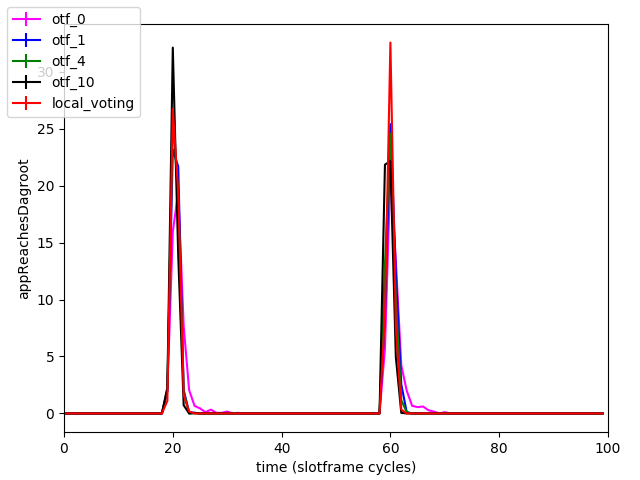 otf_0
otf_1
otf_4
otf_10
local_voting
30
25
20
15
10
5
0
appReachesDagroot
0 20 40 60 80 100
time (slotframe cycles)